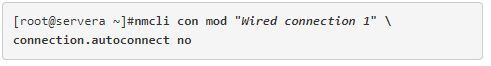 [root@servera ~]#nmcli con mod "Wired connection 1" \
connection.autoconnect no